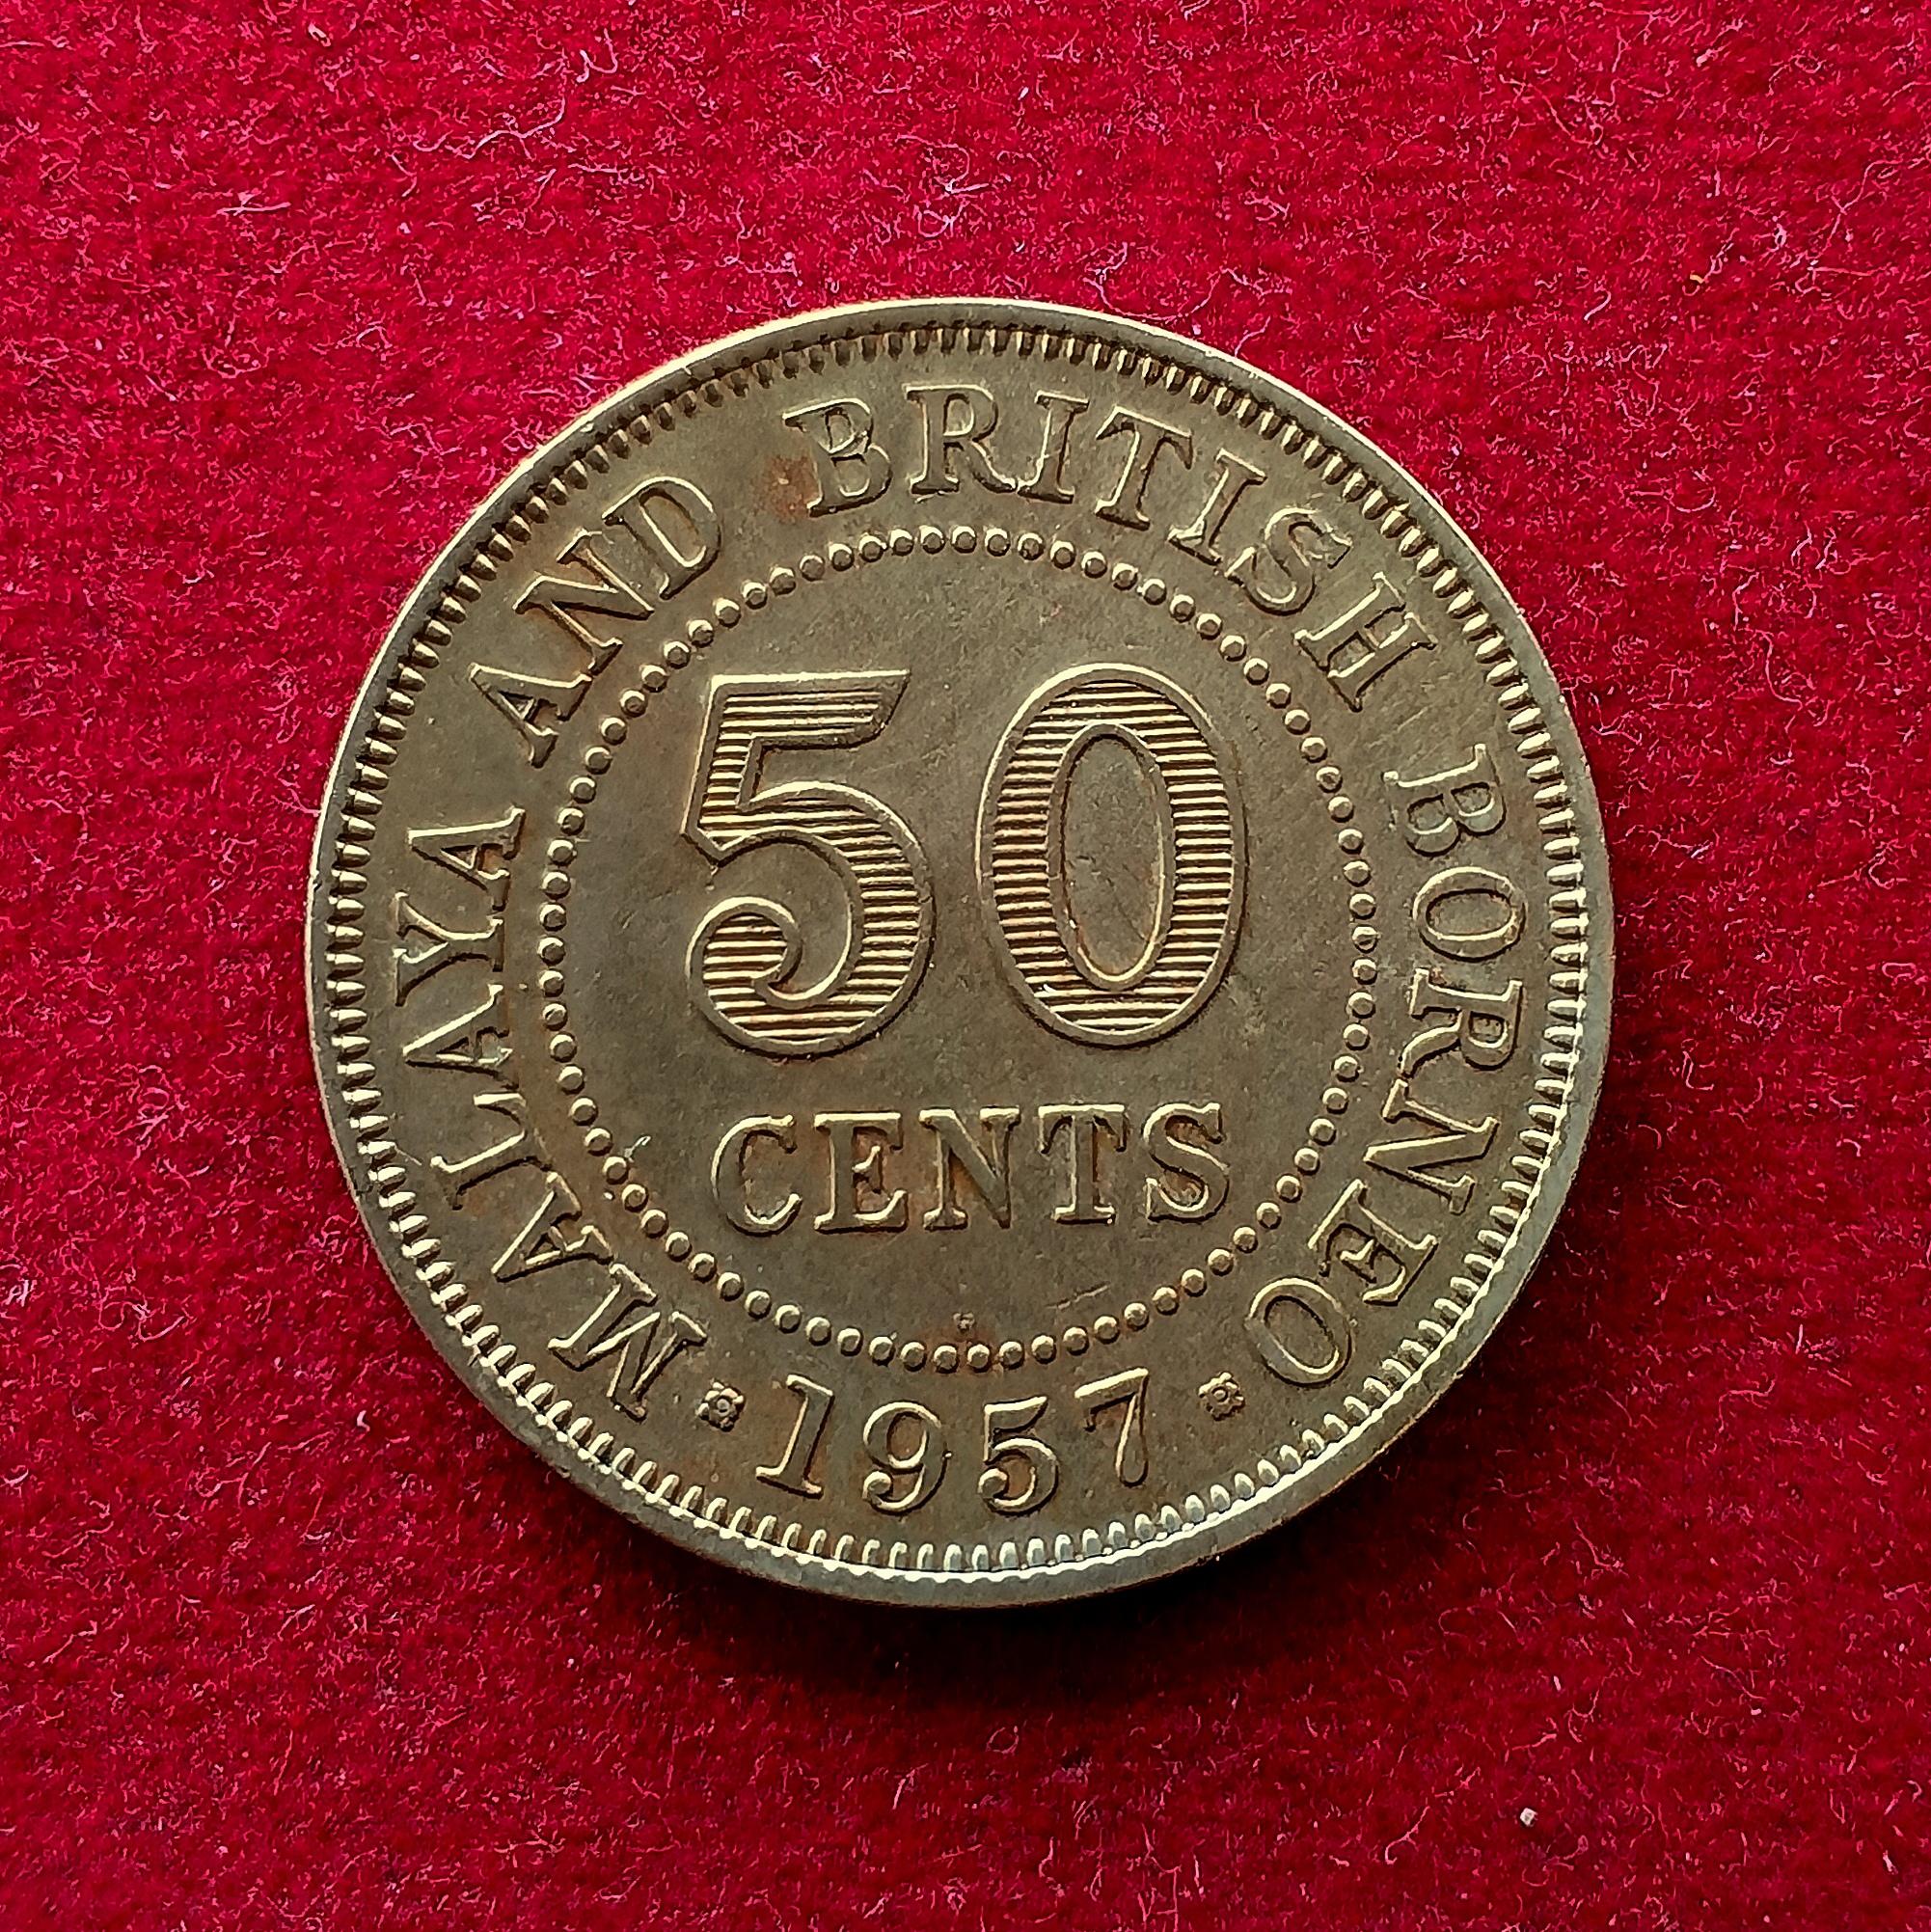 MALAYA AND BRITISH BORNEO
50
CENTS
1957